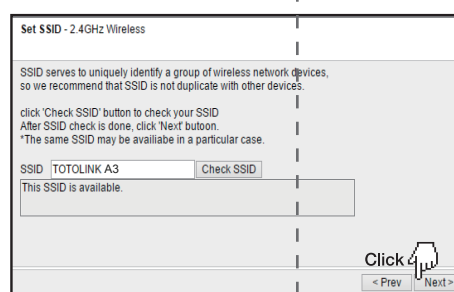 Set SSID - 2.4GHz Wireless
SSID serves to uniquely identify a group of wireless network devices,
so we recommend that SSID is not duplicate with other devices.
click 'Check SSID' button to check your SSID
After SSID check is done, click 'Next' butoon.
*The same SSID may be availiabe in a particular case.
SSID TOTOLINK A3 Check SSID
This SSID is available.
Click
< Prev Next >